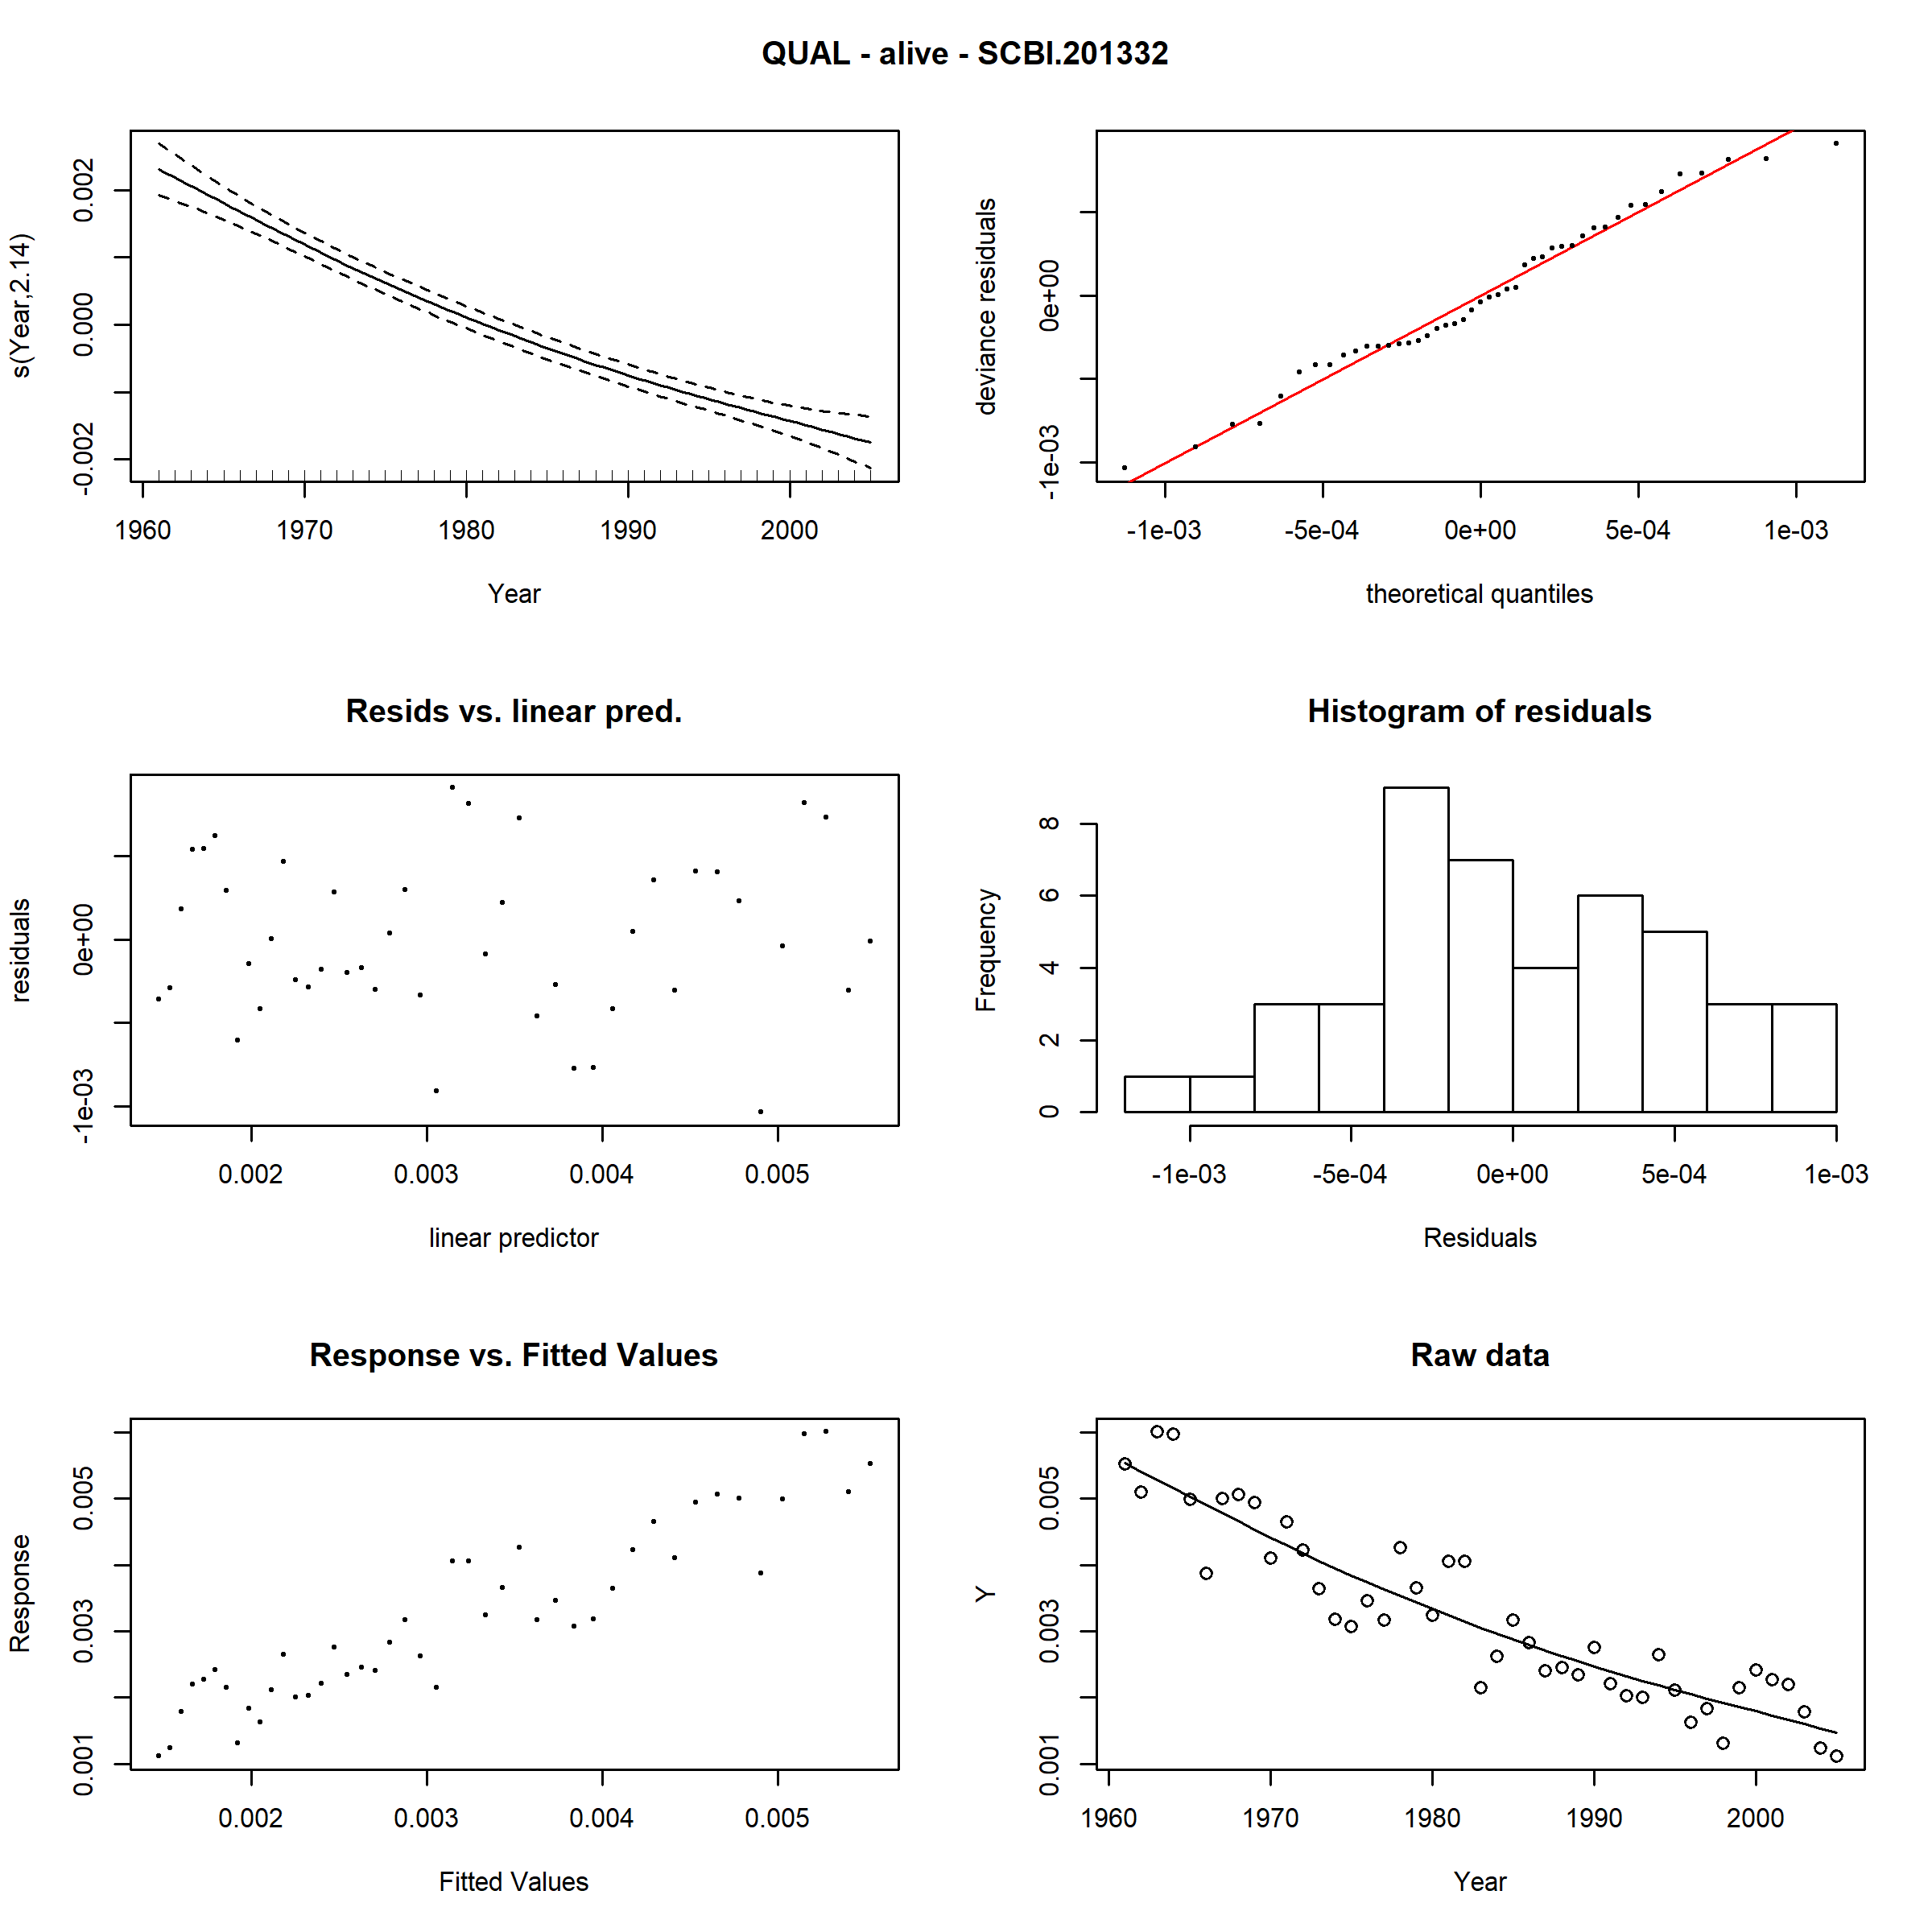 QUAL - alive - SCBI.201332
s(Year,2.14)
0.002
0.000
-0.002
1960 1970 1980 1990 2000
Year
deviance residuals
0e+00
-1e-03
-1e-03 -5e-04 0e+00 5e-04 1e-03
theoretical quantiles
Resids vs. linear pred.
residuals
0e+00
-1e-03
0.002 0.003 0.004 0.005
linear predictor
Histogram of residuals
Frequency
8
6
4
2
0
-1e-03 -5e-04 0e+00 5e-04 1e-03
Residuals
Response vs. Fitted Values
Response
0.005
0.003
0.001
0.002 0.003 0.004 0.005
Fitted Values
Raw data
Y
0.005
0.003
0.001
1960 1970 1980 1990 2000
Year